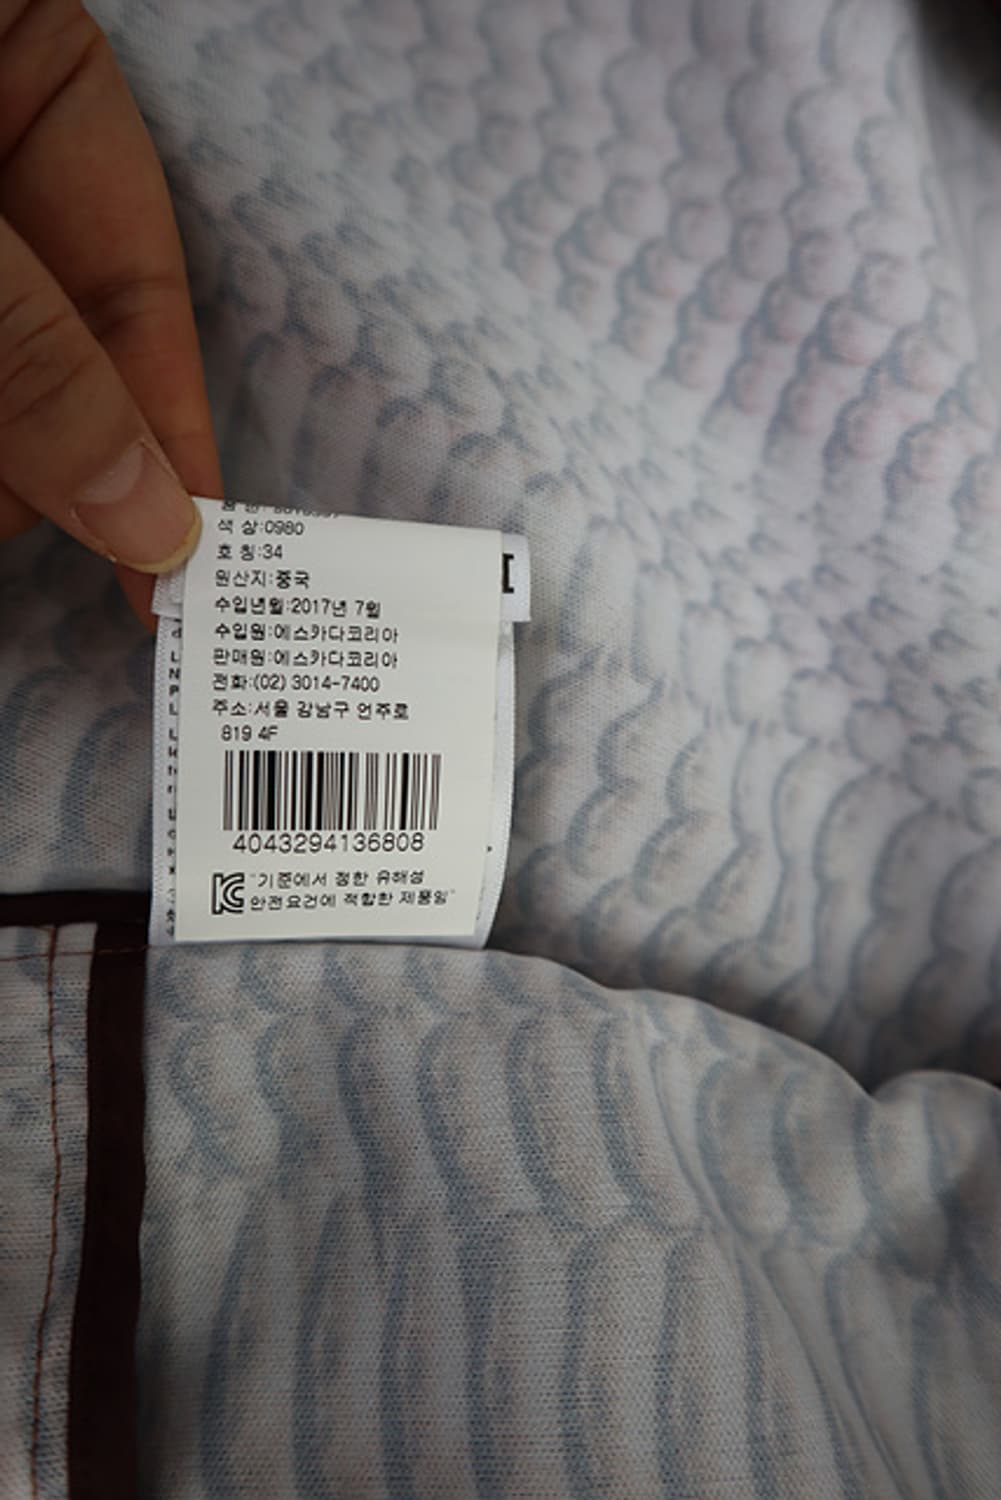 색 상:0980
호 칭:34
원산지:중국
수입년월:2017년 7월
수입원:에스카다코리아
판매원:에스카다코리아
전화:(02) 3014-7400
주소:서울 강남구 언주로
819 4F
4043294136808
"기준에서 정한 유해성
안전요건에 적합한 제품임"